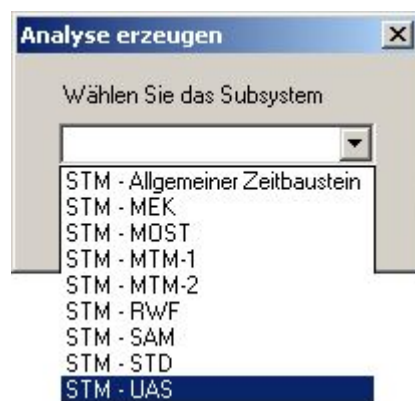 Analyse erzeugen
Wählen Sie das Subsystem
STM - Allgemeiner Zeitbaustein
STM - MEK
STM - MOST
STM - MTM-1
STM - MTM-2
STM - RWF
STM - SAM
STM - STD
STM - UAS